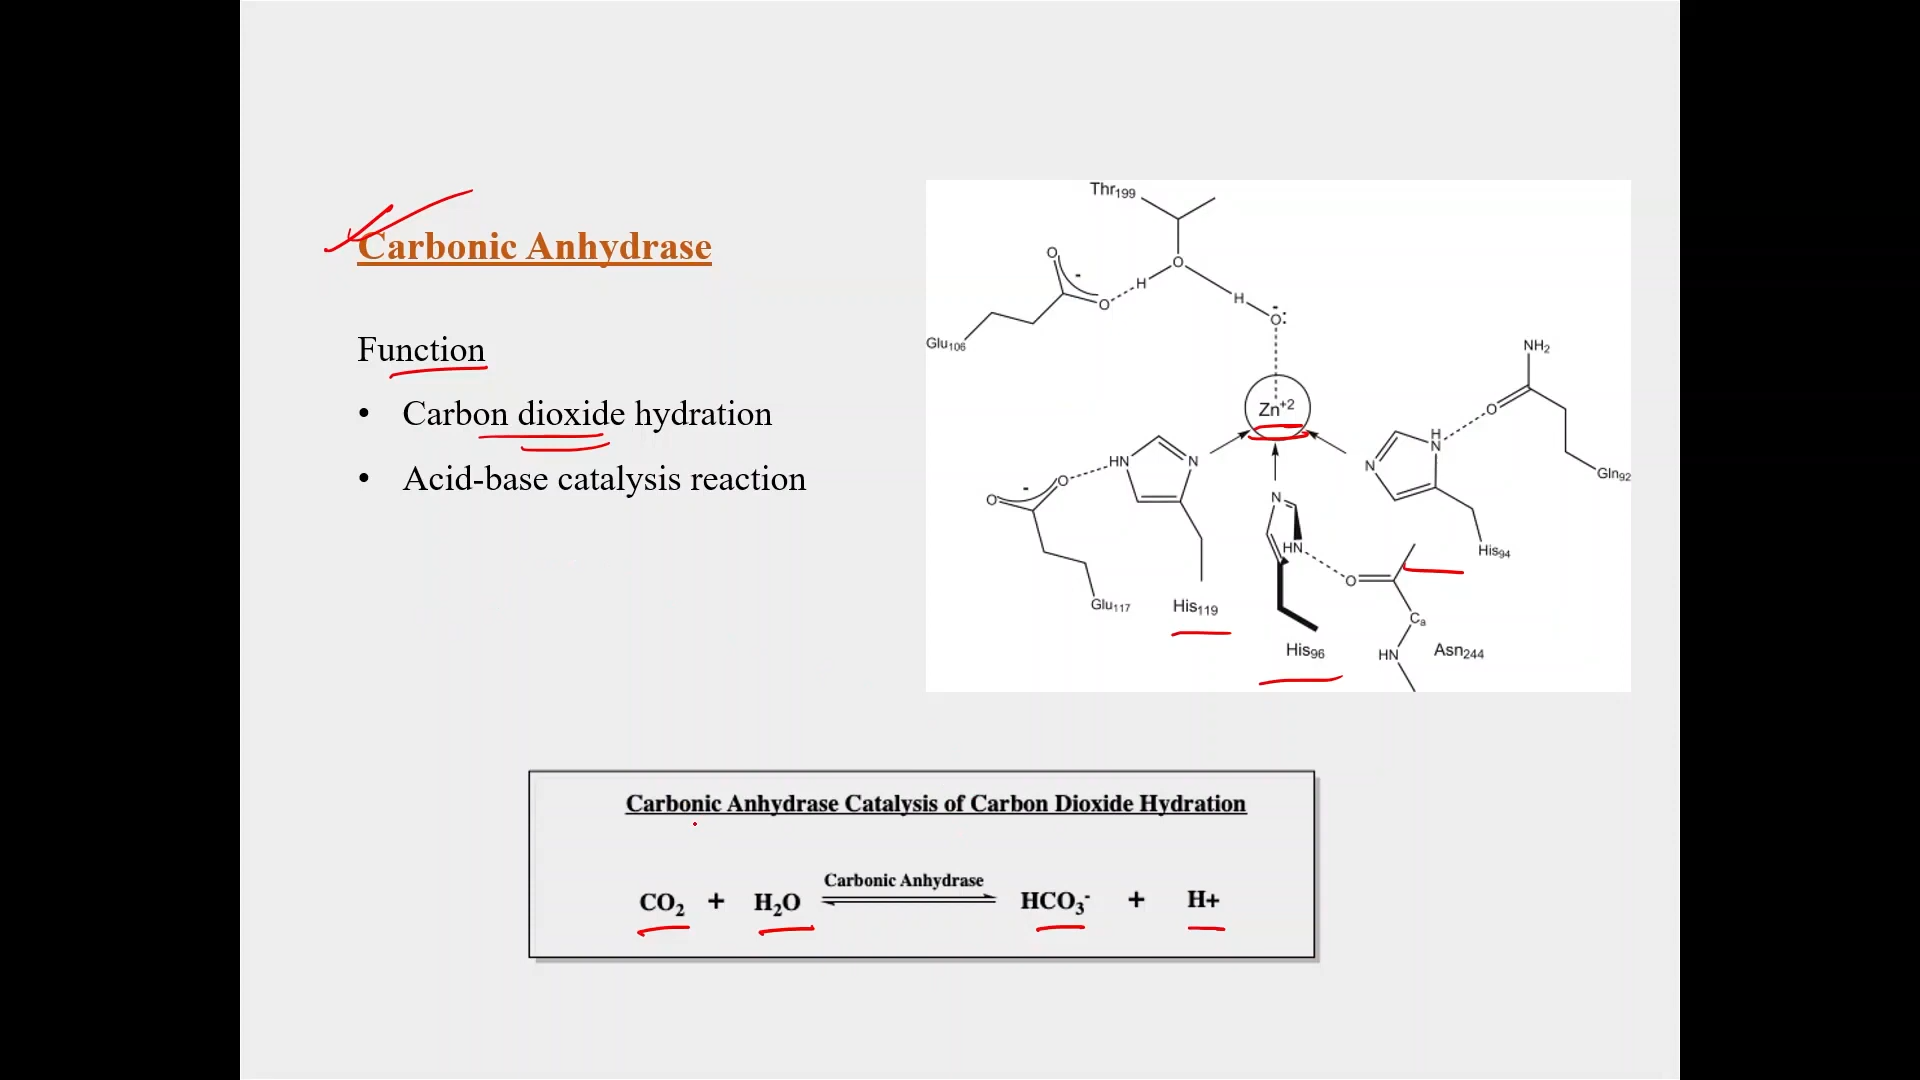 Carbonic Anhydrase
Function
• Carbon dioxide hydration
• Acid-base catalysis reaction
Thr199
O
H
O
H
O
-
O
-
O:
Glu106
Zn+2
NH2
O
H
N
N
Gln92
HN
N
O
-
O
N
HN
His94
O
Glu117
His119
Ca
His96
HN
Asn244
Carbonic Anhydrase Catalysis of Carbon Dioxide Hydration
Carbonic Anhydrase
CO2 + H2O HCO3- + H+